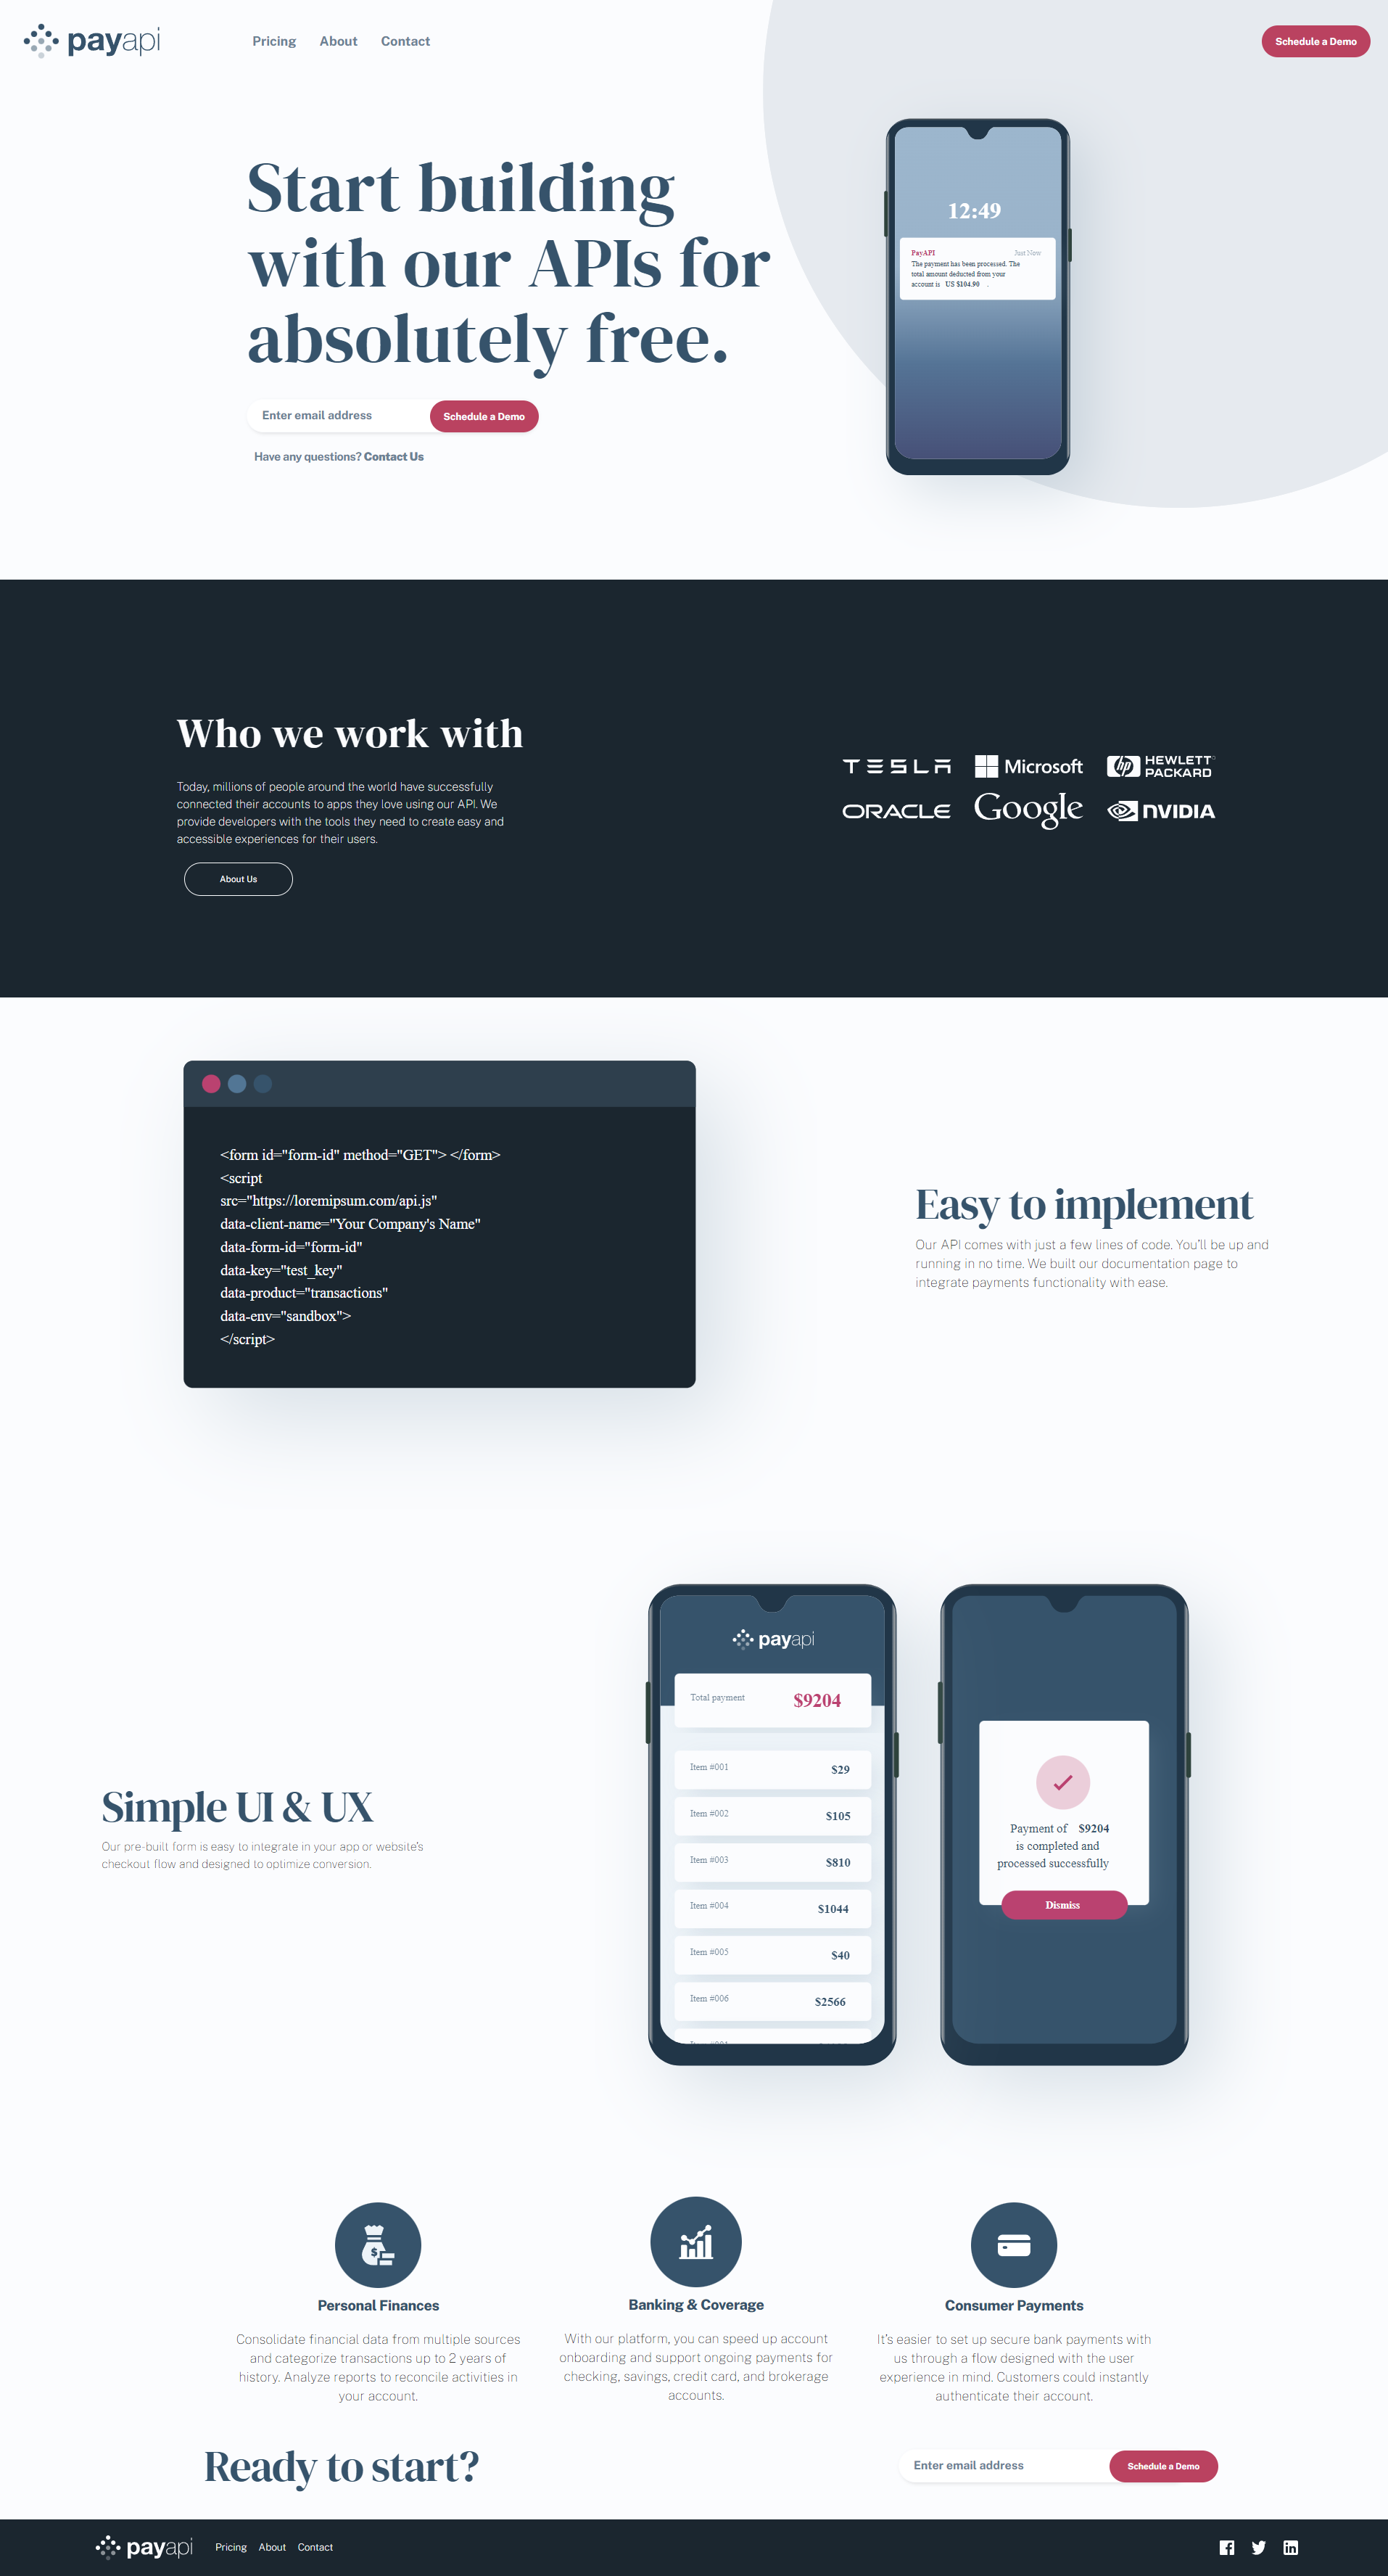 payapi
Pricing About Contact
Schedule a Demo
Start building
with our APIs for
absolutely free.
Enter email address
Schedule a Demo
Have any questions? Contact Us
12:49
PayAPI Just Now
The payment has been processed. The
total amount deducted from your
account is US $104.90 .
Who we work with
Today, millions of people around the world have successfully
connected their accounts to apps they love using our API. We
provide developers with the tools they need to create easy and
accessible experiences for their users.
About Us
TESLA Microsoft hp HEWLETT
PACKARD
ORACLE Google NVIDIA
<form id="form-id" method="GET"> </form>
<script
src="https://loremipsum.com/api.js"
data-client-name="Your Company's Name"
data-form-id="form-id"
data-key="test_key"
data-product="transactions"
data-env="sandbox">
</script>
Easy to implement
Our API comes with just a few lines of code. You'll be up and
running in no time. We built our documentation page to
integrate payments functionality with ease.
Simple UI & UX
Our pre-built form is easy to integrate in your app or website's
checkout flow and designed to optimize conversion.
payapi
Total payment $9204
Item #001 $29
Item #002 $105
Item #003 $810
Item #004 $1044
Item #005 $40
Item #006 $2566
Payment of $9204
is completed and
processed successfully
Dismiss
Personal Finances
Consolidate financial data from multiple sources
and categorize transactions up to 2 years of
history. Analyze reports to reconcile activities in
your account.
Banking & Coverage
With our platform, you can speed up account
onboarding and support ongoing payments for
checking, savings, credit card, and brokerage
accounts.
Consumer Payments
It's easier to set up secure bank payments with
us through a flow designed with the user
experience in mind. Customers could instantly
authenticate their account.
Ready to start?
Enter email address
Schedule a Demo
payapi
Pricing About Contact